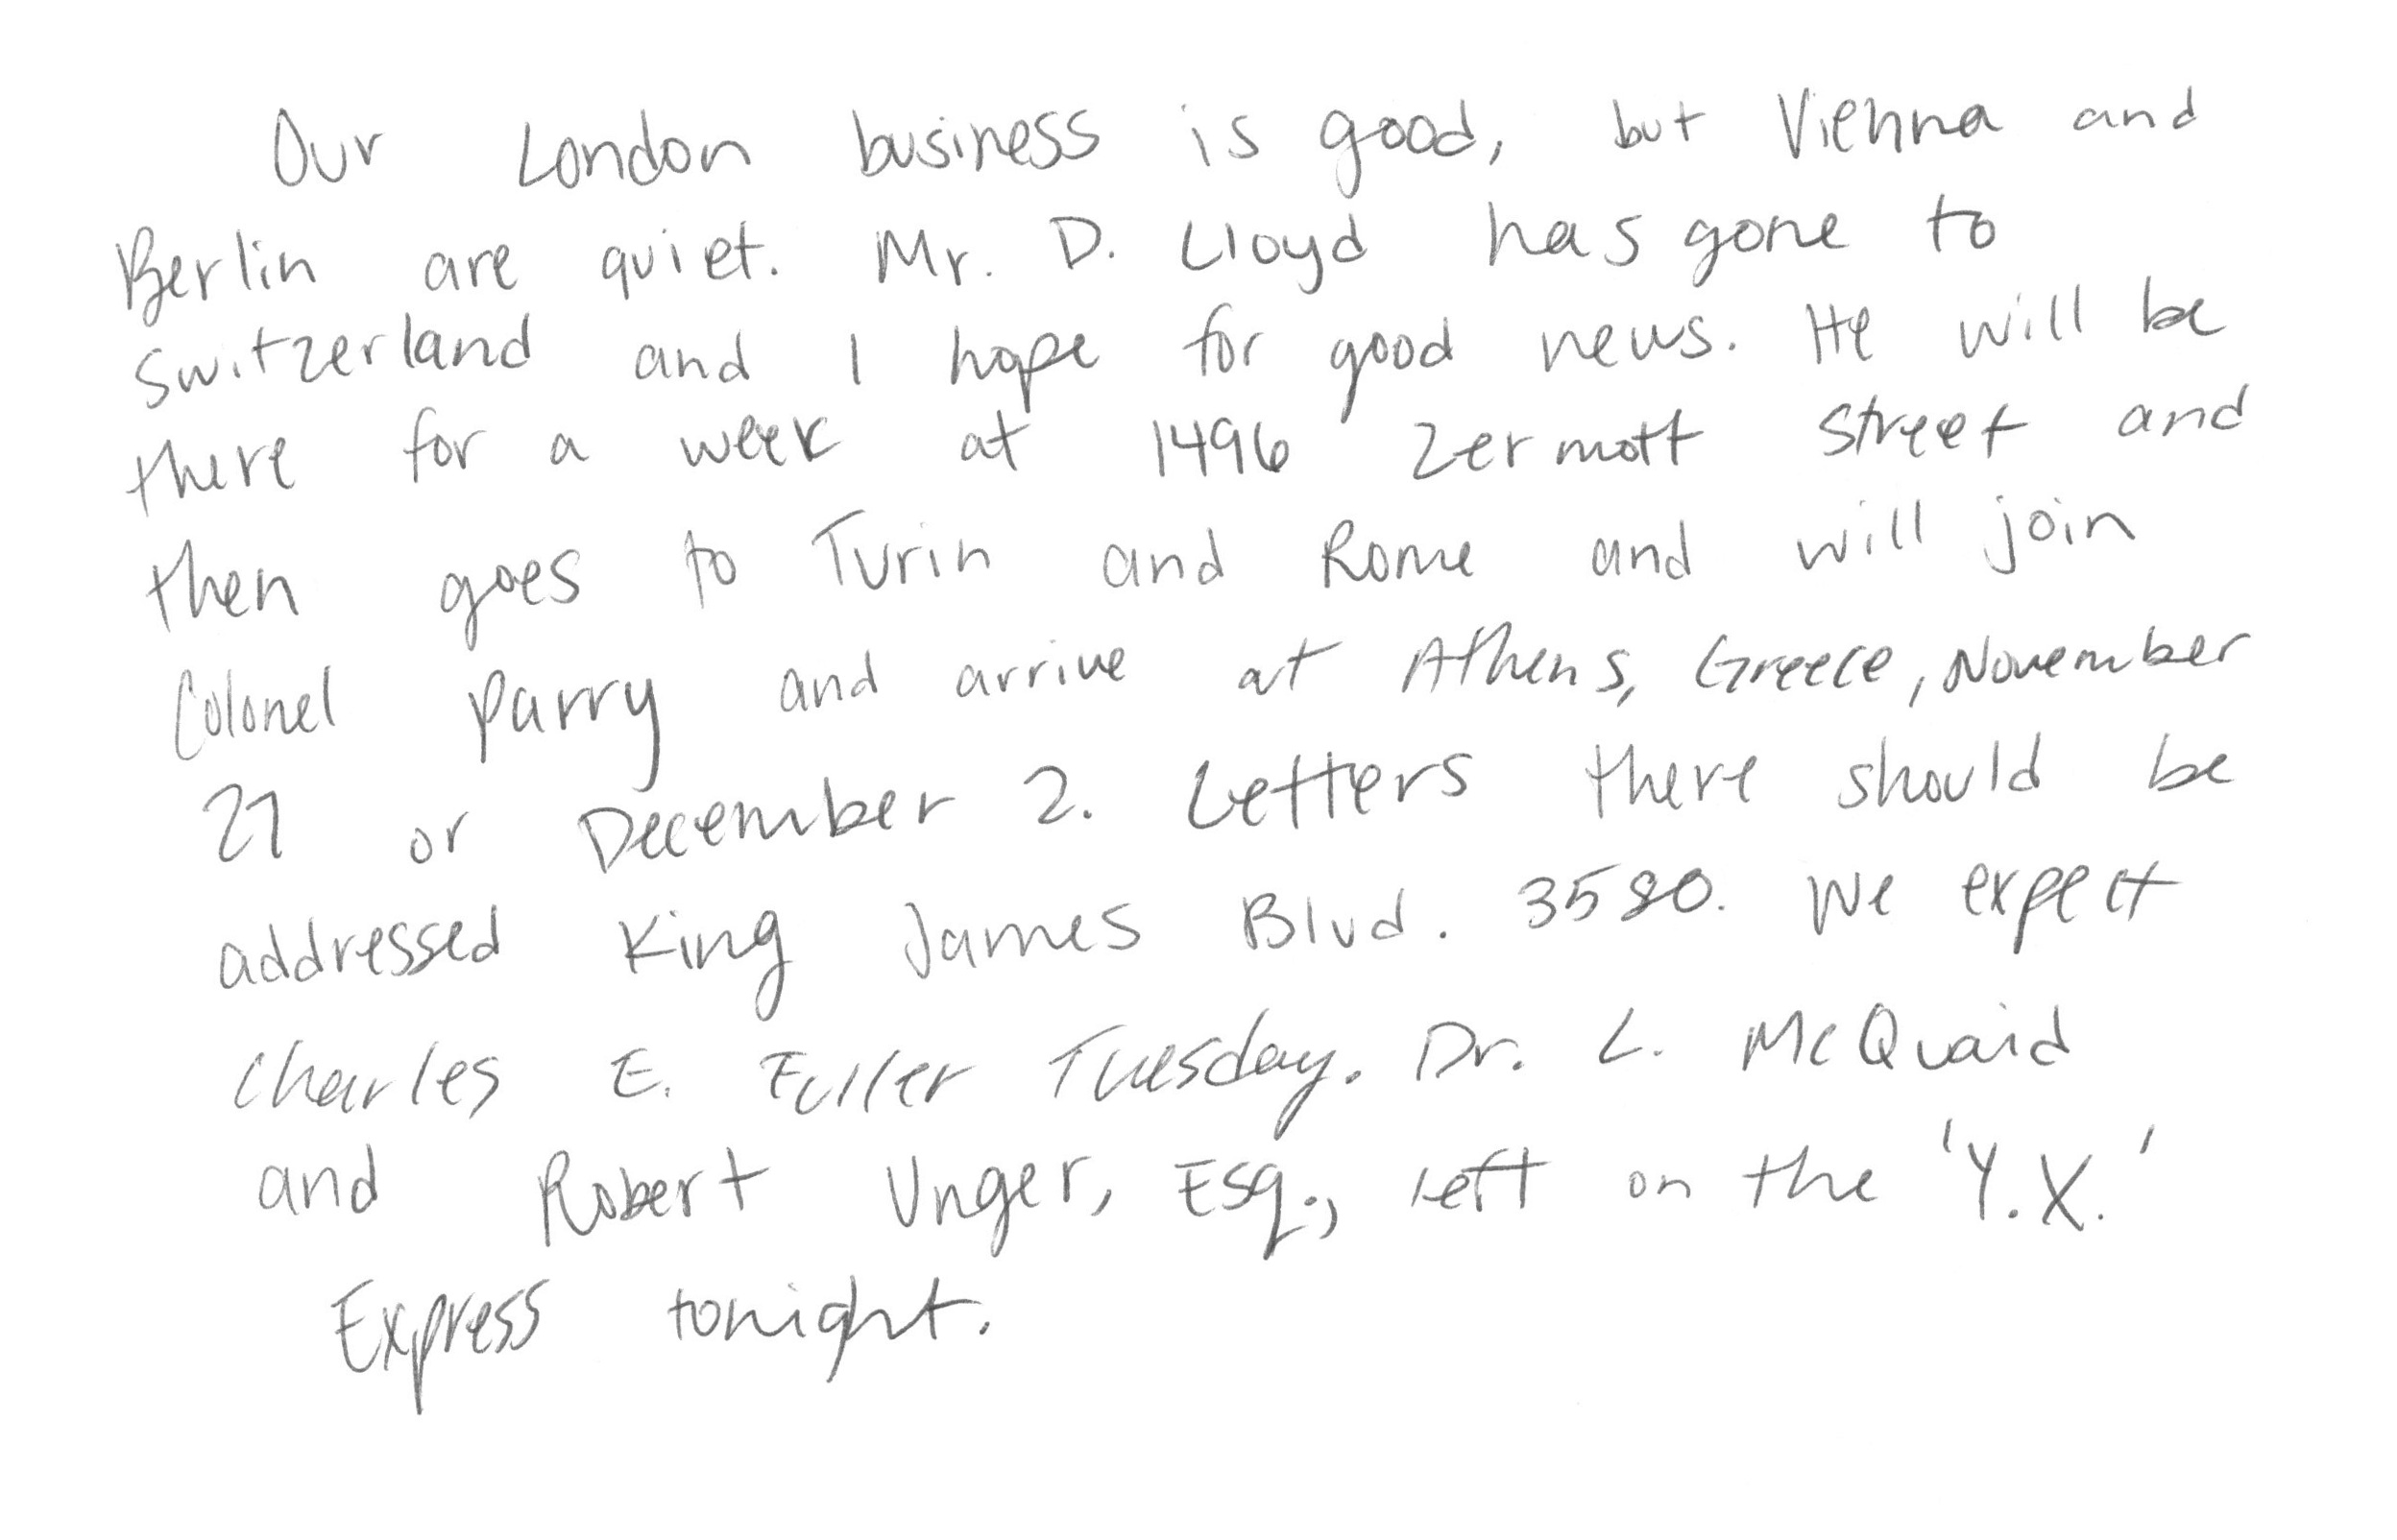 Our London business is good, but Vienna and
Berlin are quiet. Mr. D. Lloyd has gone to
Switzerland and I hope for good news. He will be
there for a week at 1496 Zermott Street and
then goes to Turin and Rome and will join
Colonel Parry and arrive at Athens, Greece, November
27 or December 2. Letters there should be
addressed King James Blvd. 3580. We expect
Charles E. Fuller Tuesday. Dr. L. McQuaid
and Robert Unger, Esq., left on the 'Y.X.'
Express tonight.